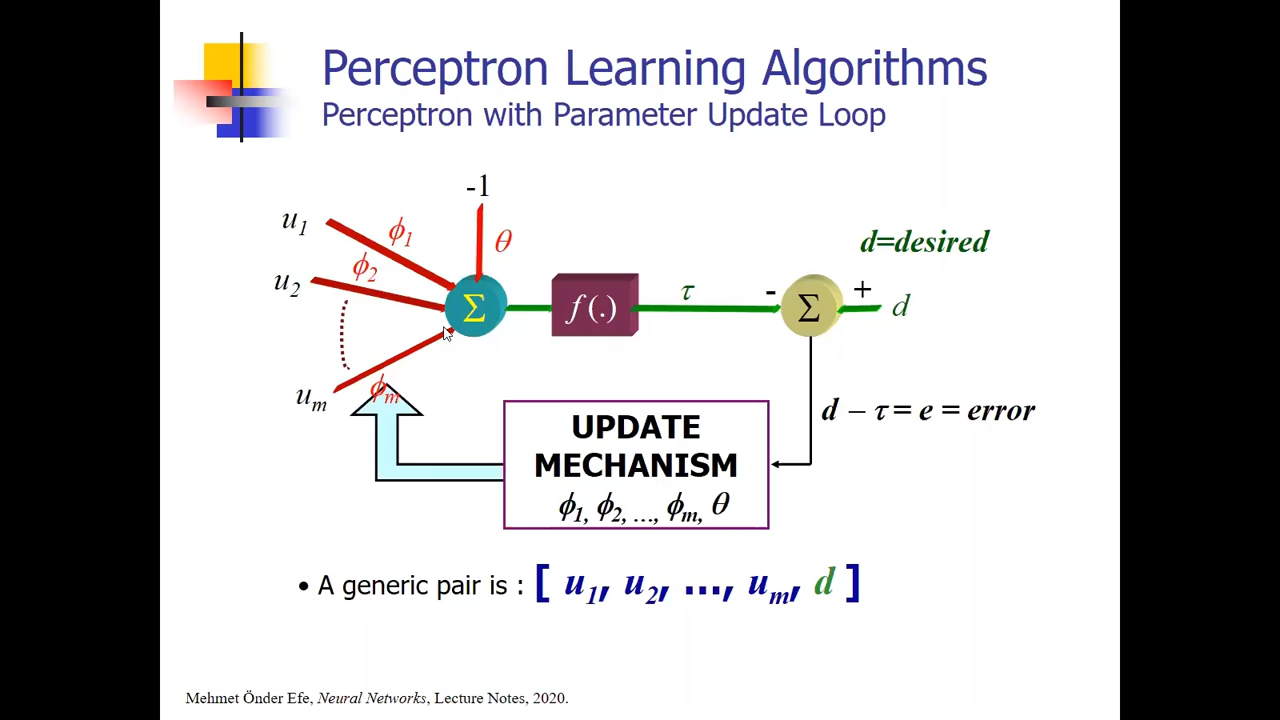 Perceptron Learning Algorithms
Perceptron with Parameter Update Loop
-1
u1
ϕ1
θ
d=desired
ϕ2
u2
Σ
f(.)
τ
-
Σ
+
d
um
ϕm
d – τ = e = error
UPDATE
MECHANISM
ϕ1, ϕ2, ..., ϕm, θ
• A generic pair is : [ u1, u2, ..., um, d ]
Mehmet Önder Efe, Neural Networks, Lecture Notes, 2020.